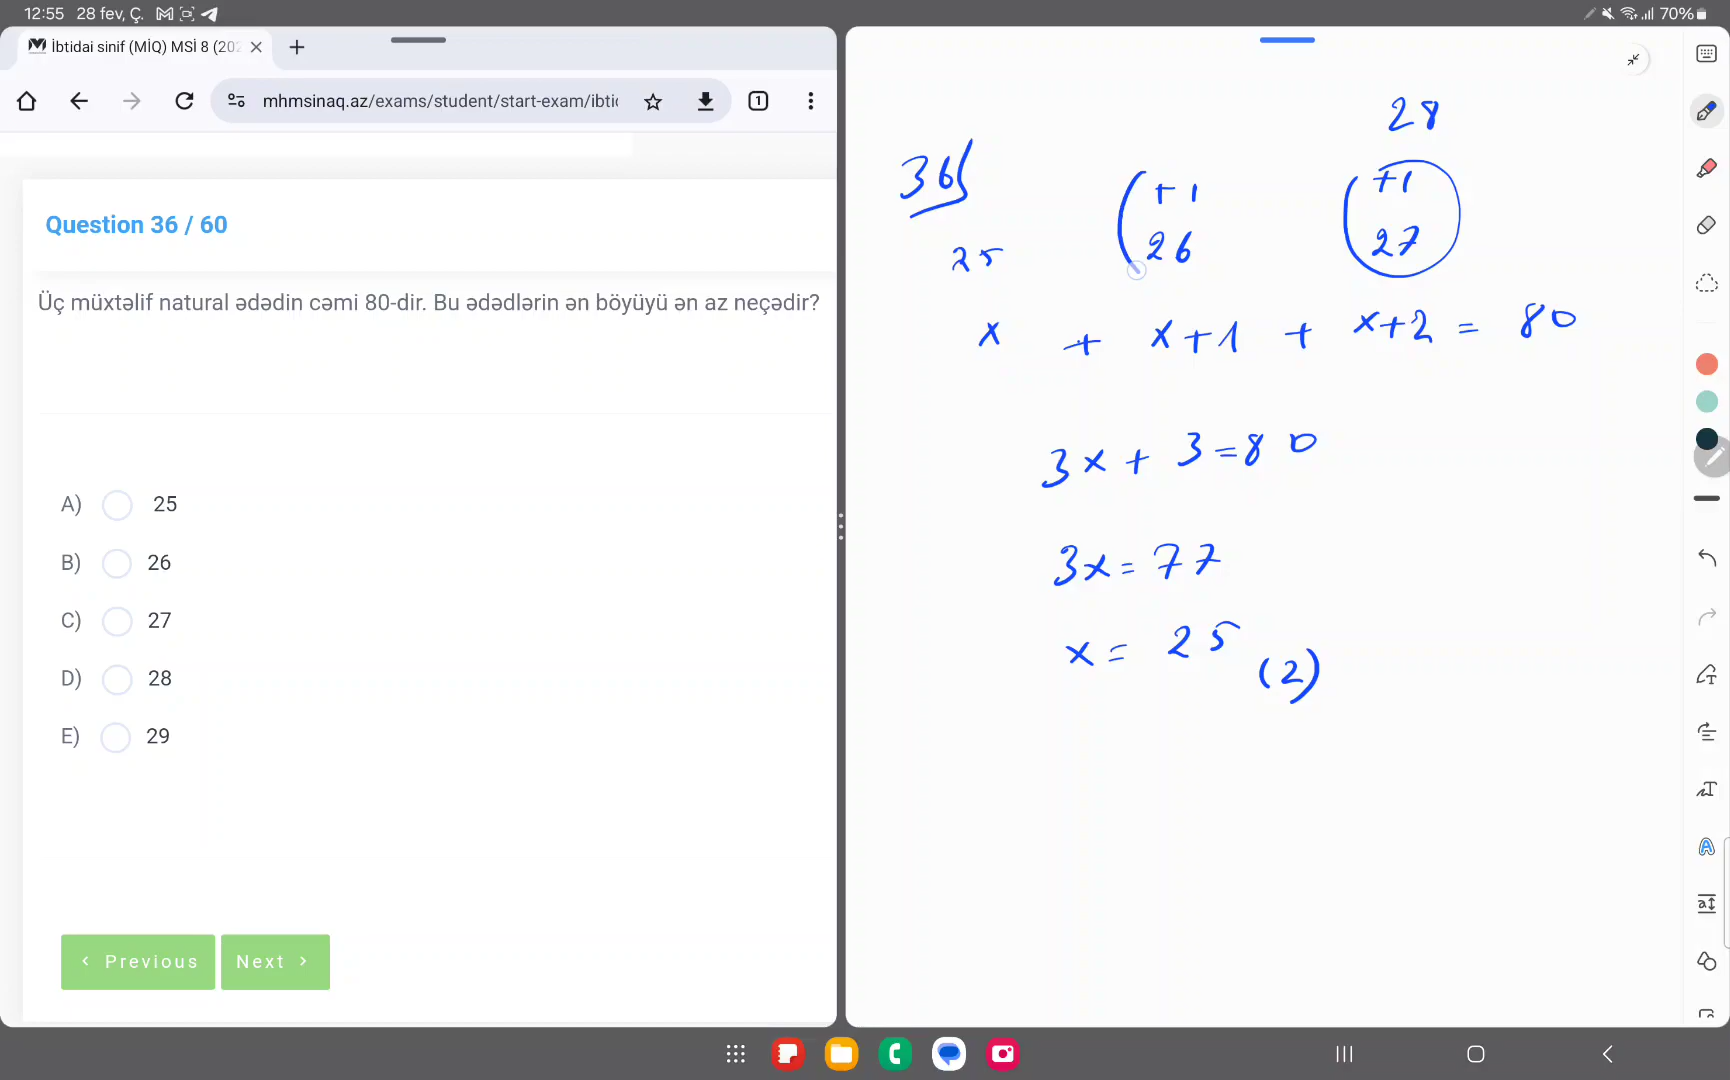 12:55 28 fev, Ç.
70%
İbtidai sinif (MİQ) MSİ 8 (202
mhmsinaq.az/exams/student/start-exam/ibti
1
Question 36 / 60
Üç müxtəlif natural ədədin cəmi 80-dir. Bu ədədlərin ən böyüyü ən az neçədir?
A) 25
B) 26
C) 27
D) 28
E) 29
< Previous
Next >
36
28
+1
+1
25
26
27
x + x+1 + x+2 = 80
3x + 3 = 80
3x = 77
x = 25 (2)